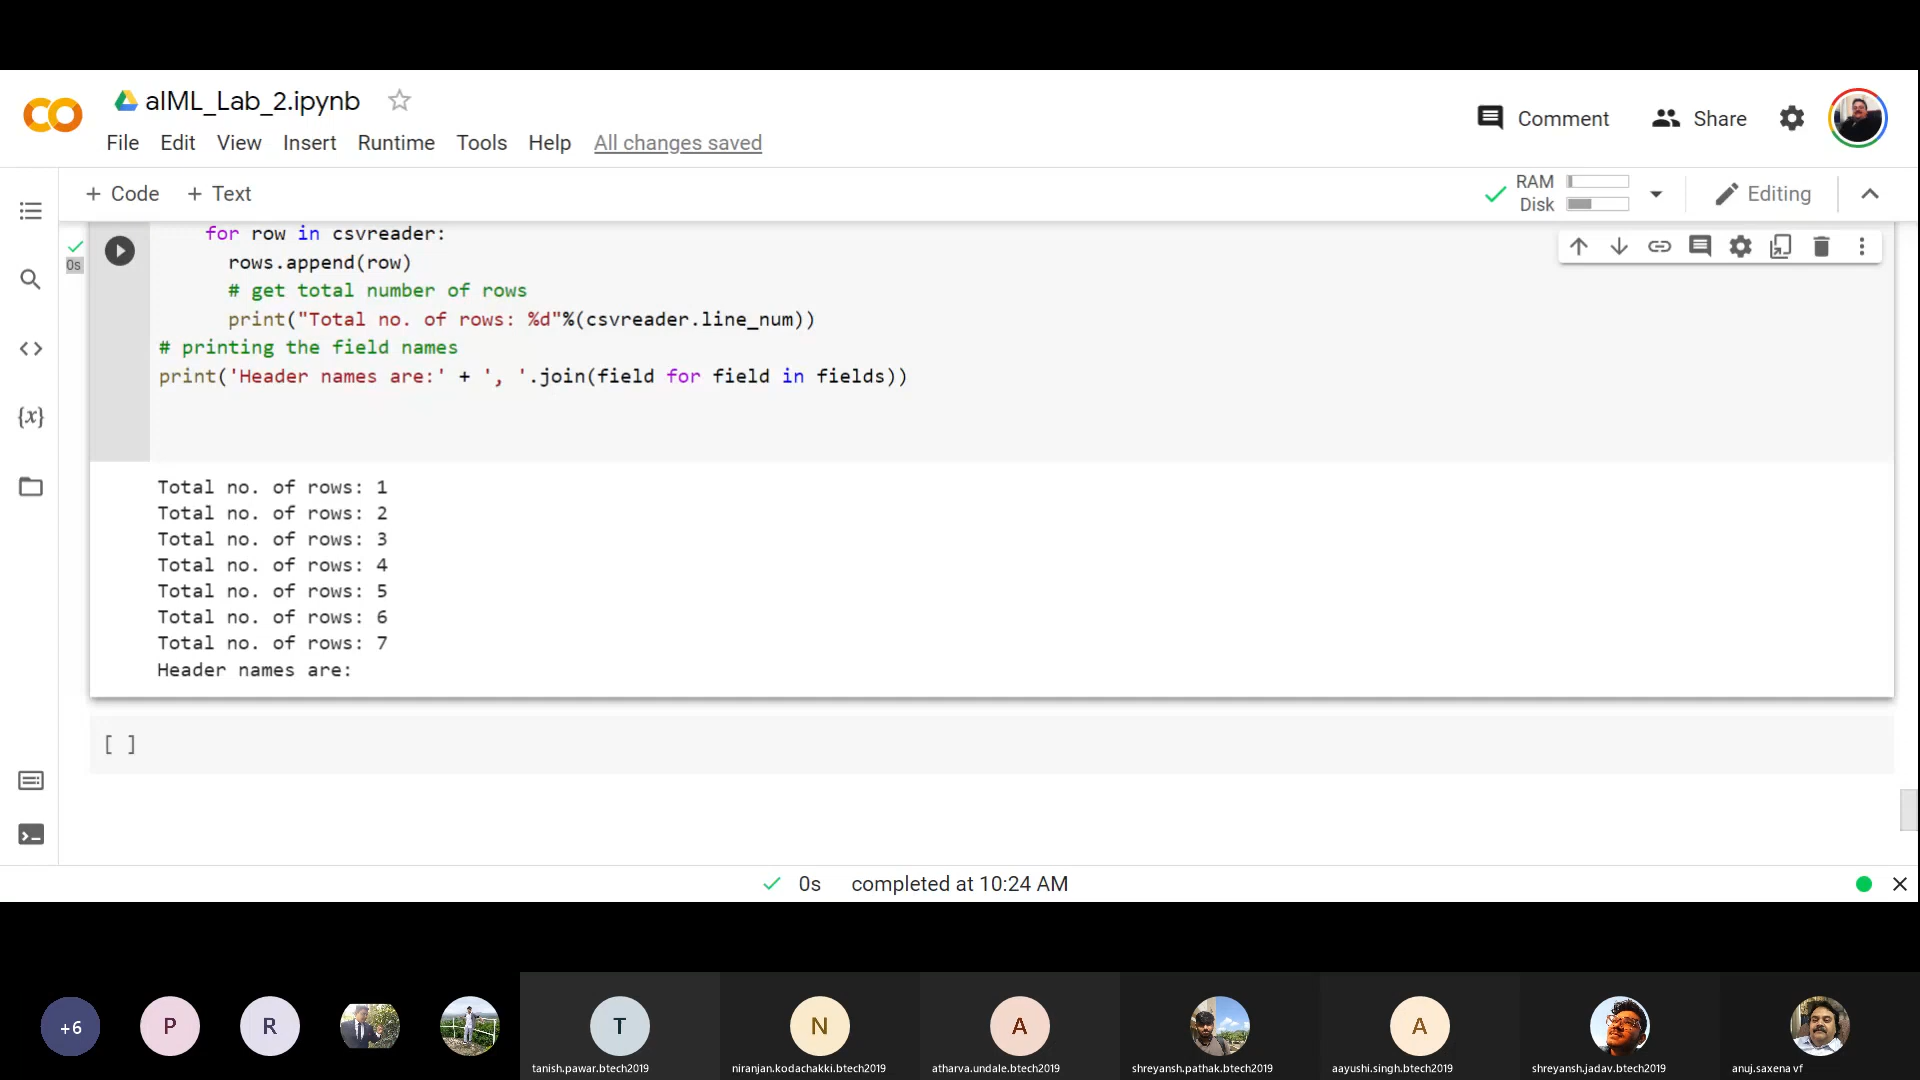 aIML_Lab_2.ipynb
Comment
Share
File Edit View Insert Runtime Tools Help All changes saved
+ Code + Text
RAM
Disk
Editing
for row in csvreader:
rows.append(row)
# get total number of rows
print("Total no. of rows: %d"%(csvreader.line_num))
# printing the field names
print('Header names are:' + ', '.join(field for field in fields))
0s
{x}
Total no. of rows: 1
Total no. of rows: 2
Total no. of rows: 3
Total no. of rows: 4
Total no. of rows: 5
Total no. of rows: 6
Total no. of rows: 7
Header names are:
[ ]
0s completed at 10:24 AM
+6 P R T N A A
tanish.pawar.btech2019 niranjan.kodachakki.btech2019 atharva.undale.btech2019 shreyansh.pathak.btech2019 aayushi.singh.btech2019 shreyansh.jadav.btech2019 anuj.saxena vf